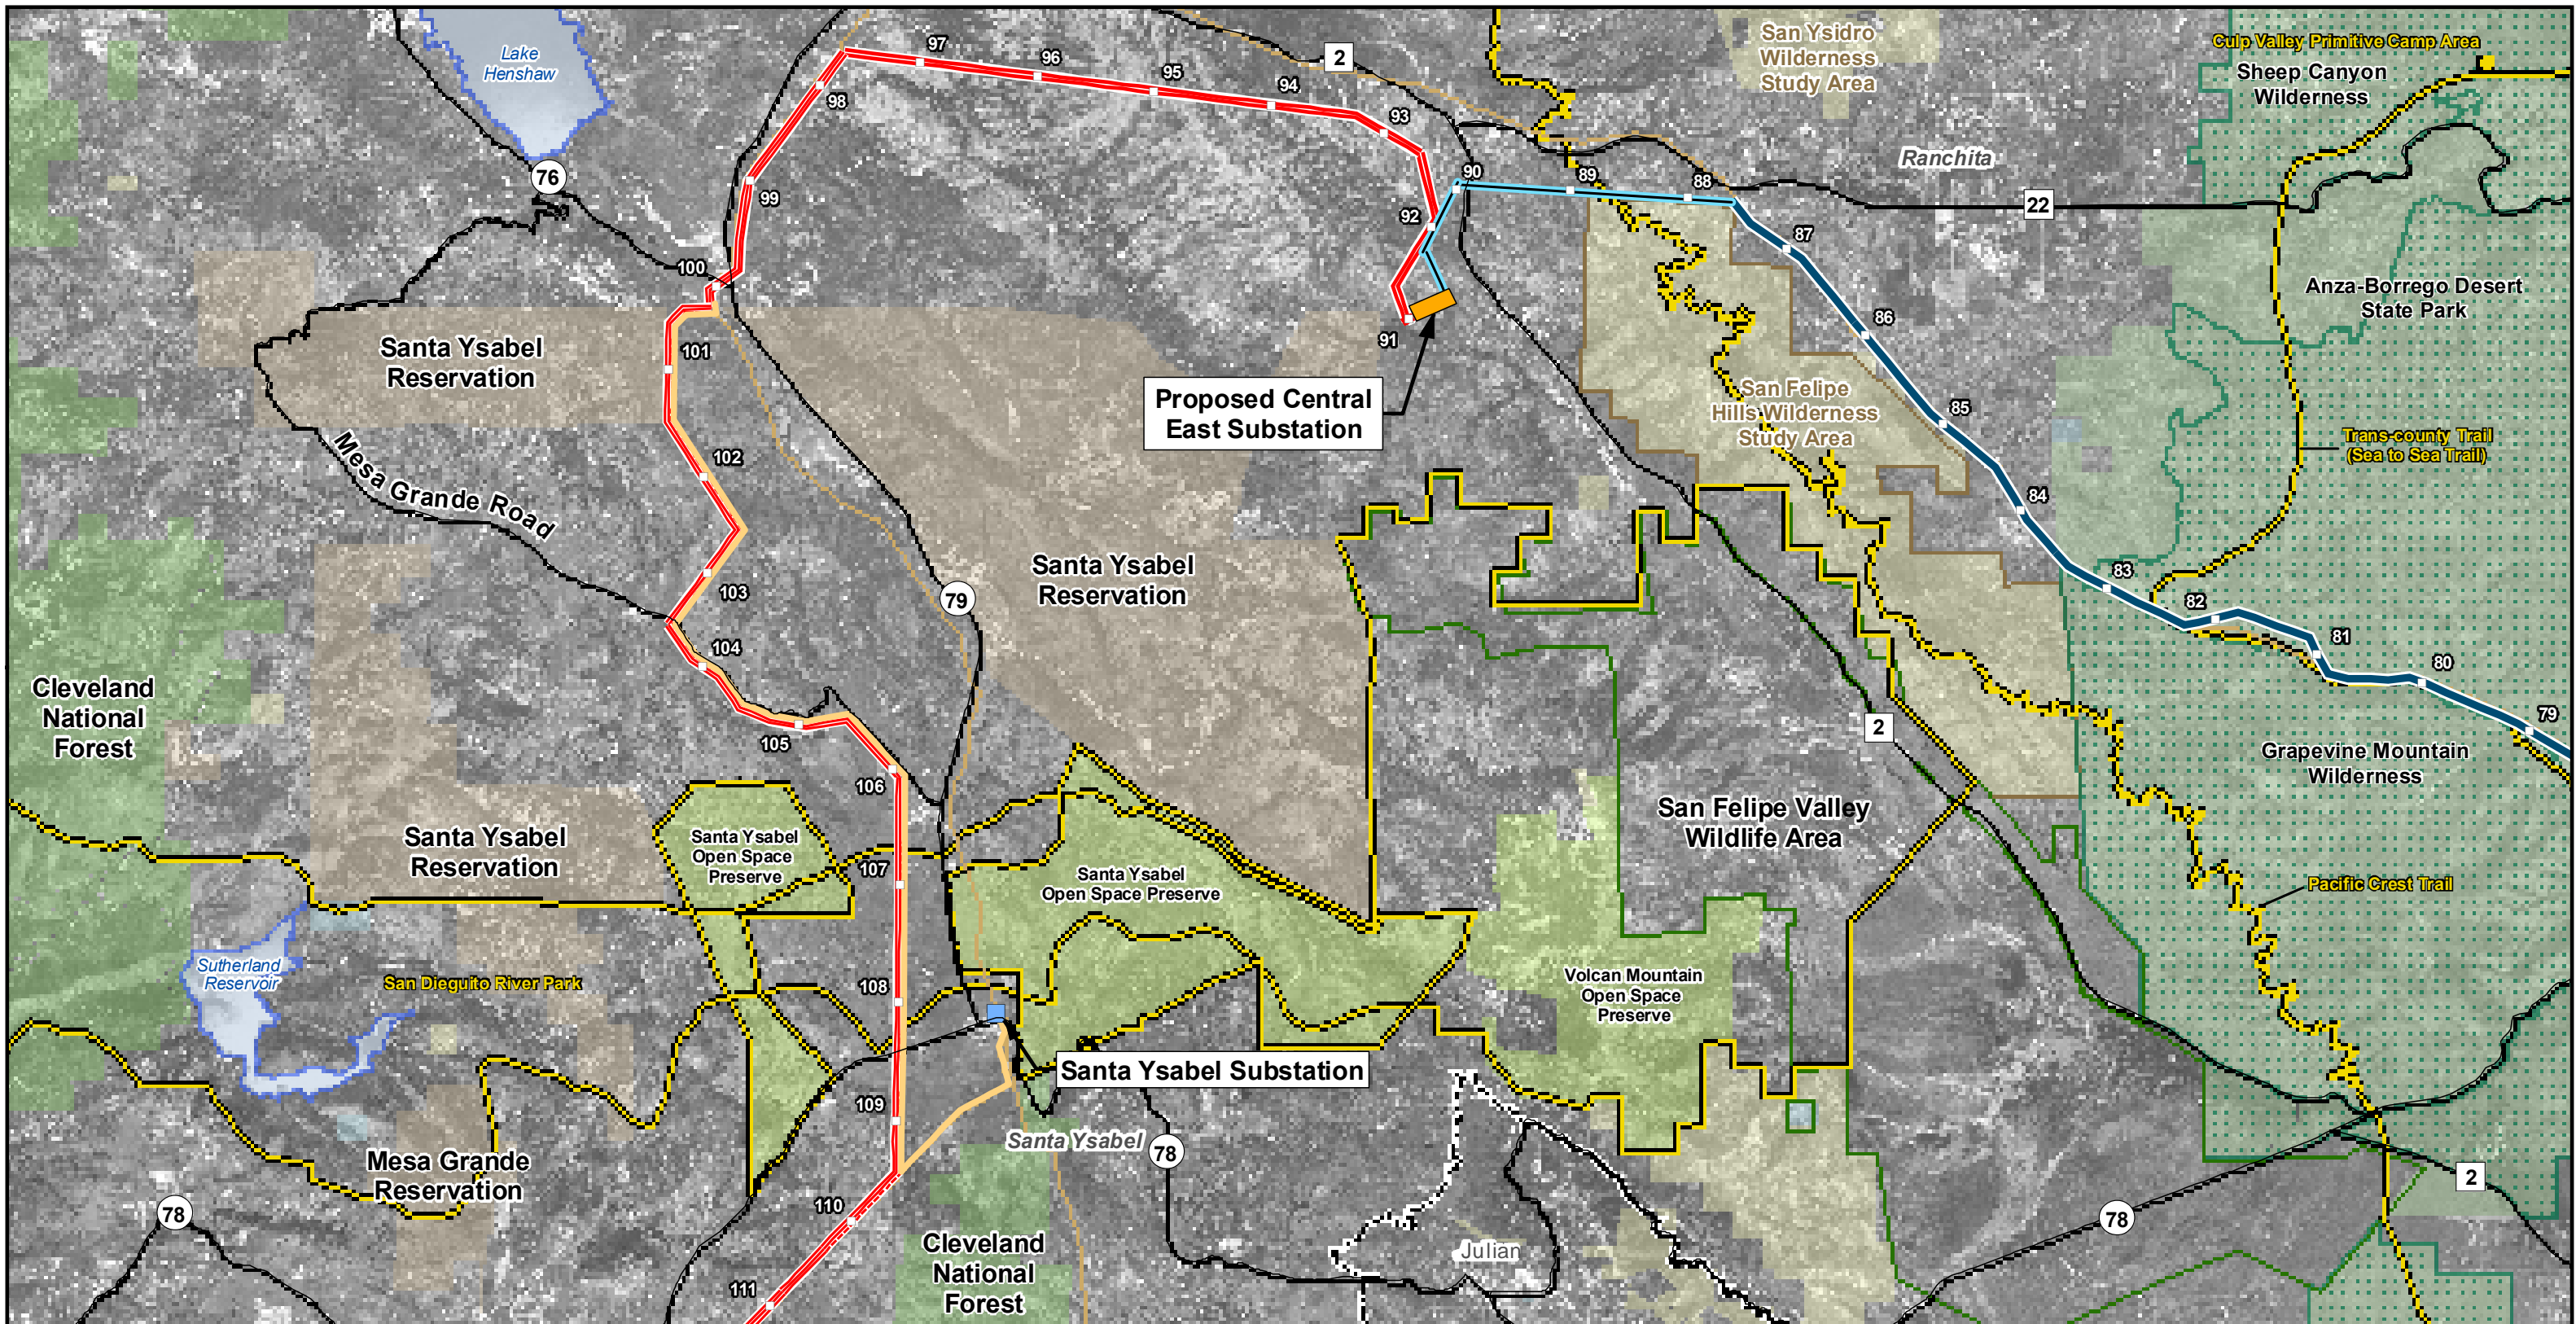 Lake
Henshaw
76
97
96
95
94
93
98
99
100
2
San Ysidro
Wilderness
Study Area
Culp Valley Primitive Camp Area
Sheep Canyon
Wilderness
Ranchita
22
90
89
88
92
91
87
86
85
84
83
82
81
80
79
Anza-Borrego Desert
State Park
Santa Ysabel
Reservation
101
102
103
104
105
106
107
108
109
110
111
Proposed Central
East Substation
San Felipe
Hills Wilderness
Study Area
Trans-county Trail
(Sea to Sea Trail)
Mesa Grande Road
79
Santa Ysabel
Reservation
Cleveland
National
Forest
2
Grapevine Mountain
Wilderness
San Felipe Valley
Wildlife Area
Santa Ysabel
Reservation
Santa Ysabel
Open Space
Preserve
Santa Ysabel
Open Space Preserve
Pacific Crest Trail
Sutherland
Reservoir
San Dieguito River Park
Volcan Mountain
Open Space
Preserve
Santa Ysabel Substation
Santa Ysabel
78
Mesa Grande
Reservation
78
Cleveland
National
Forest
Julian
78
2